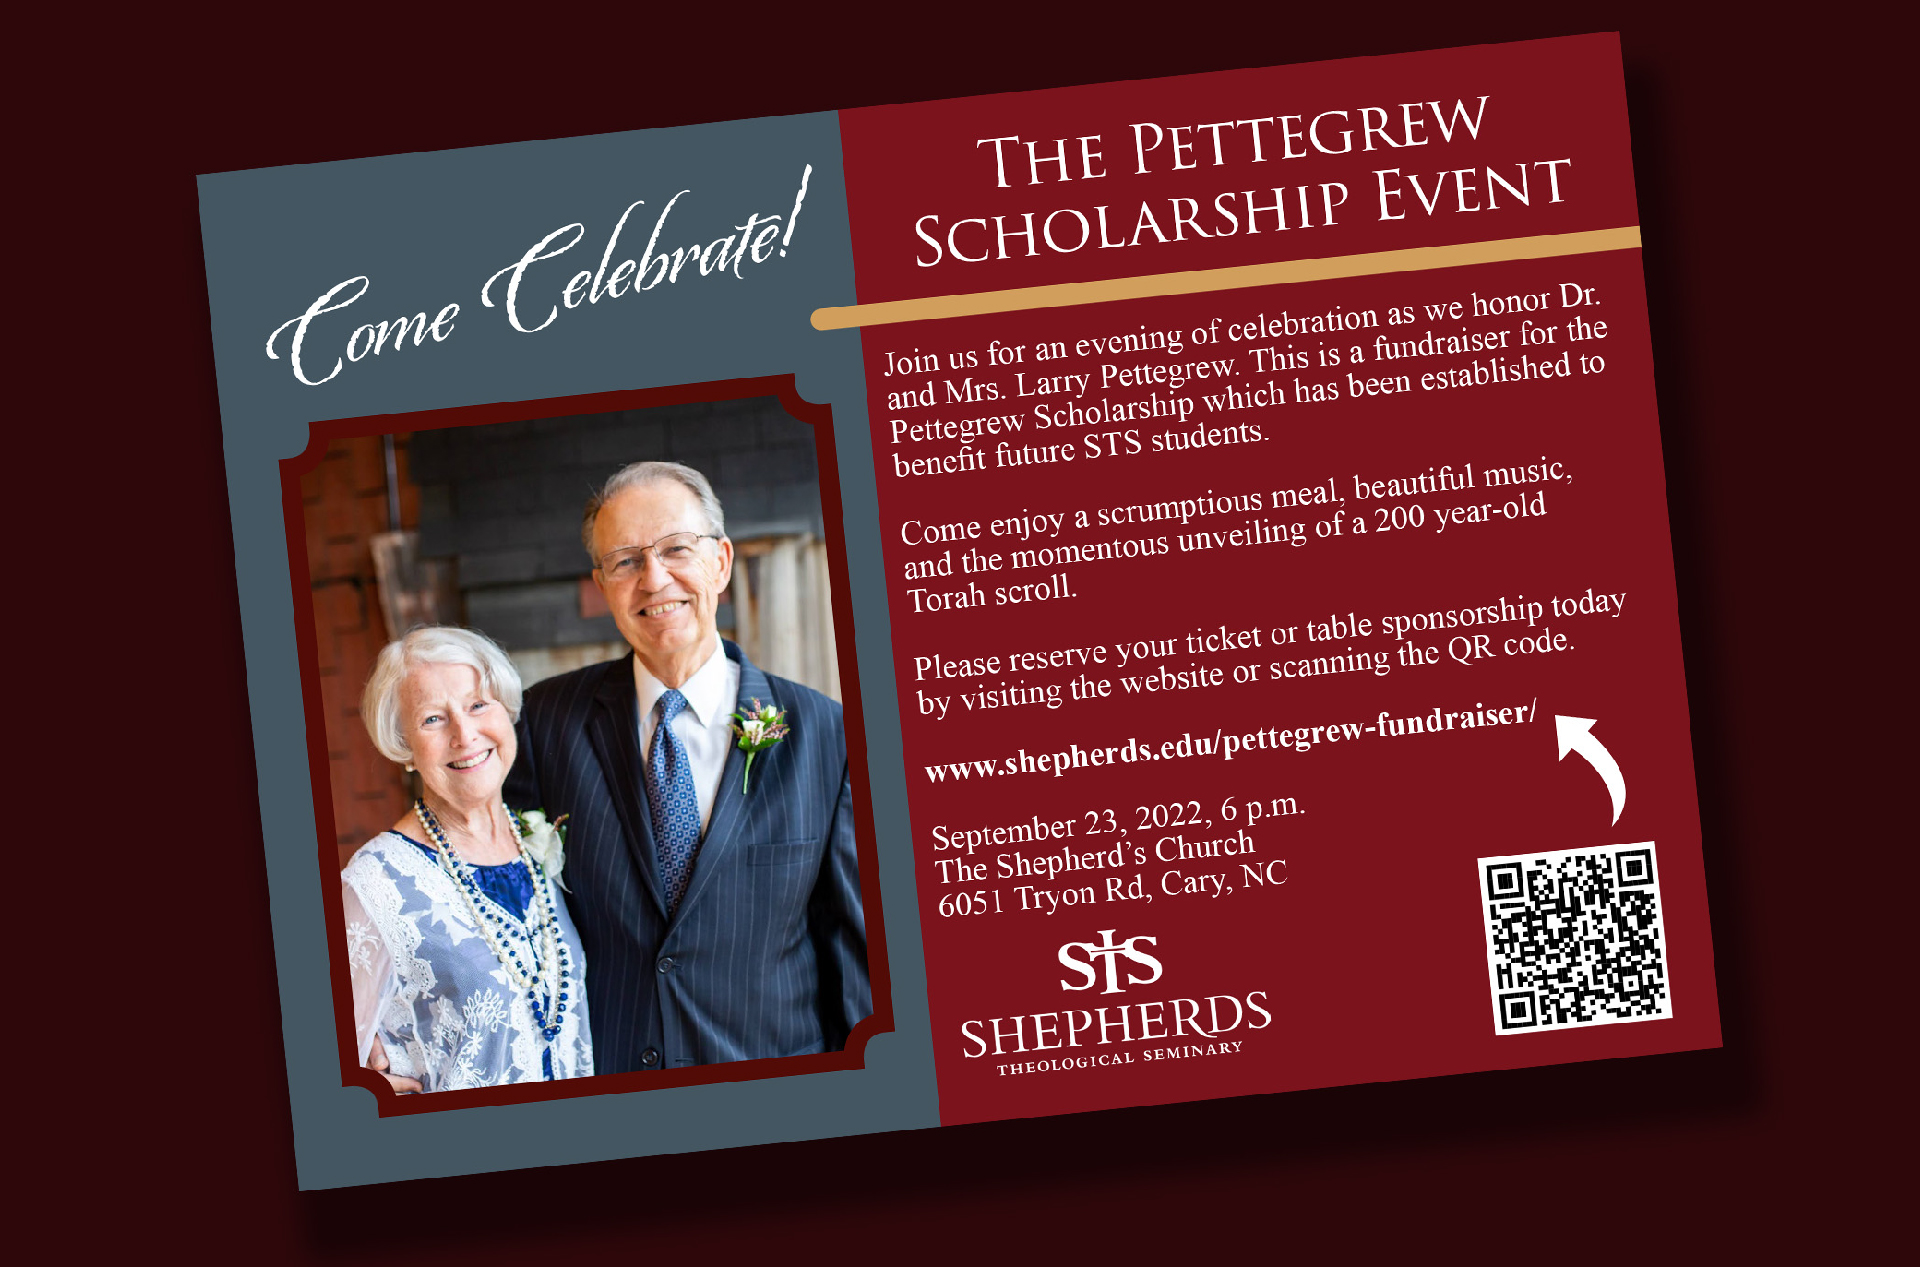 Come Celebrate!
The Pettegrew
Scholarship Event
Join us for an evening of celebration as we honor Dr.
and Mrs. Larry Pettegrew. This is a fundraiser for the
Pettegrew Scholarship which has been established to
benefit future STS students.
Come enjoy a scrumptious meal, beautiful music,
and the momentous unveiling of a 200 year-old
Torah scroll.
Please reserve your ticket or table sponsorship today
by visiting the website or scanning the QR code.
www.shepherds.edu/pettegrew-fundraiser/
September 23, 2022, 6 p.m.
The Shepherd's Church
6051 Tryon Rd, Cary, NC
STS
SHEPHERDS
THEOLOGICAL SEMINARY